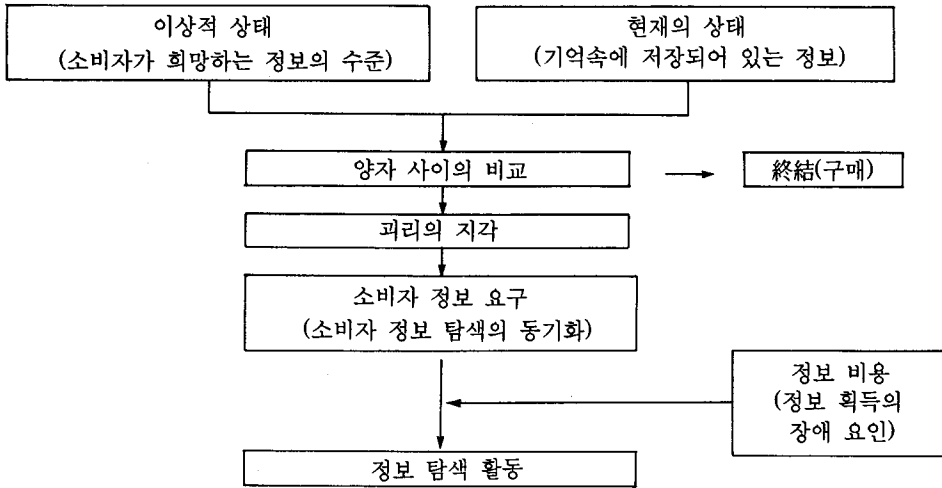 이상적 상태
(소비자가 희망하는 정보의 수준)
현재의 상태
(기억속에 저장되어 있는 정보)
양자 사이의 비교
終結(구매)
괴리의 지각
소비자 정보 요구
(소비자 정보 탐색의 동기화)
정보 비용
(정보 획득의
장애 요인)
정보 탐색 활동